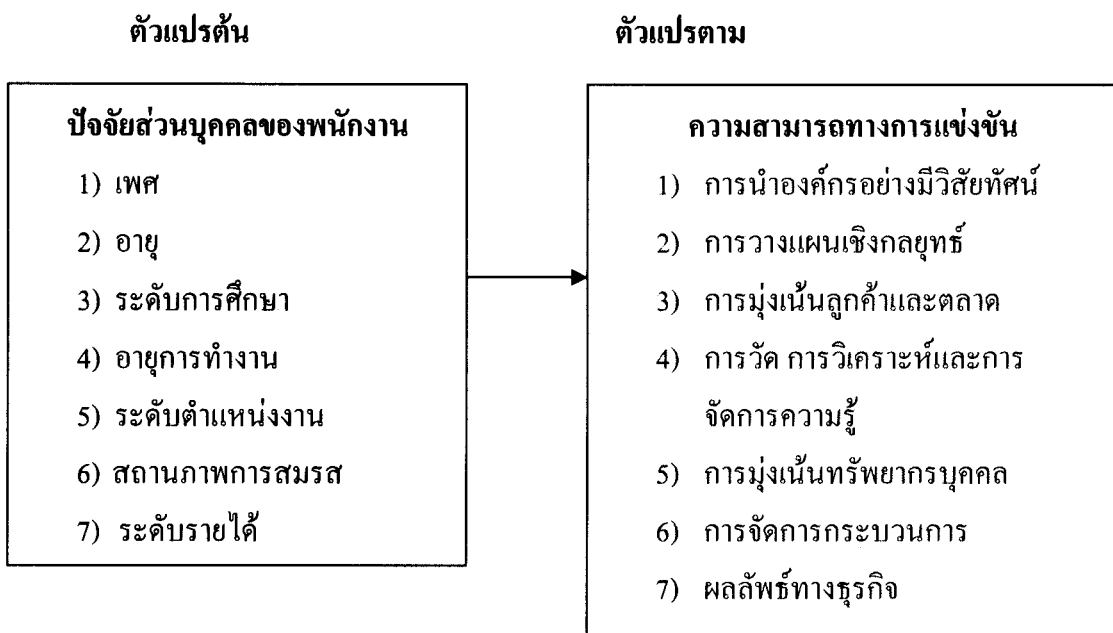 ตัวแปรต้น
ปัจจัยส่วนบุคคลของพนักงาน
1) เพศ
2) อายุ
3) ระดับการศึกษา
4) อายุการทำงาน
5) ระดับตำแหน่งงาน
6) สถานภาพการสมรส
7) ระดับรายได้
ตัวแปรตาม
ความสามารถทางการแข่งขัน
1) การนำองค์กรอย่างมีวิสัยทัศน์
2) การวางแผนเชิงกลยุทธ์
3) การมุ่งเน้นลูกค้าและตลาด
4) การวัด การวิเคราะห์และการ
จัดการความรู้
5) การมุ่งเน้นทรัพยากรบุคคล
6) การจัดการกระบวนการ
7) ผลลัพธ์ทางธุรกิจ